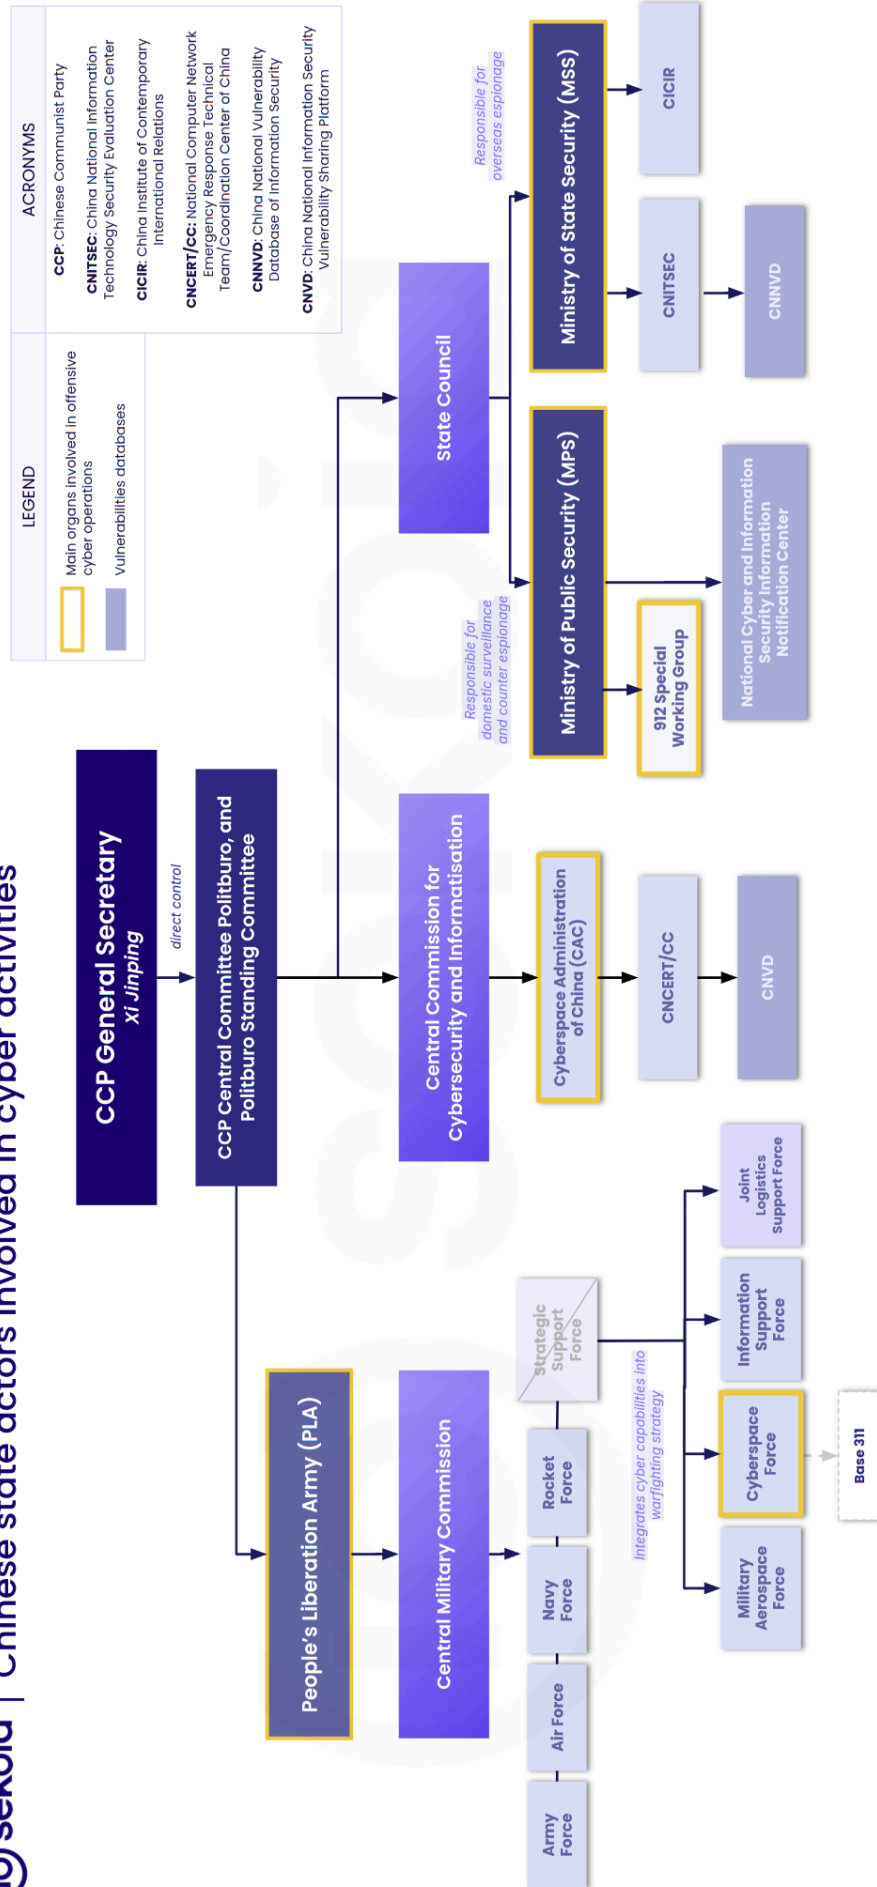 sekoia | Chinese state actors involved in cyber activities
LEGEND
Main organs involved in offensive
cyber operations
Vulnerabilities databases
ACRONYMS
CCP: Chinese Communist Party
CNITSEC: China National Information
Technology Security Evaluation Center
CICIR: China Institute of Contemporary
International Relations
CNCERT/CC: National Computer Network
Emergency Response Technical
Team/Coordination Center of China
CNNVD: China National Vulnerability
Database of Information Security
CNVD: China National Information Security
Vulnerability Sharing Platform
CCP General Secretary
Xi Jinping
direct control
CCP Central Committee Politburo, and
Politburo Standing Committee
People's Liberation Army (PLA)
Central Military Commission
Central Commission for
Cybersecurity and Informatisation
State Council
Army
Force
Air Force
Navy
Force
Rocket
Force
Strategic
Support
Force
Integrates cyber capabilities into
warfighting strategy
Military
Aerospace
Force
Cyberspace
Force
Information
Support
Force
Joint
Logistics
Support Force
Base 311
Cyberspace Administration
of China (CAC)
CNCERT/CC
CNVD
Responsible for
domestic surveillance
and counter espionage
Ministry of Public Security (MPS)
912 Special
Working Group
National Cyber and Information
Security Information
Notification Center
Responsible for
overseas espionage
Ministry of State Security (MSS)
CNITSEC
CICIR
CNNVD